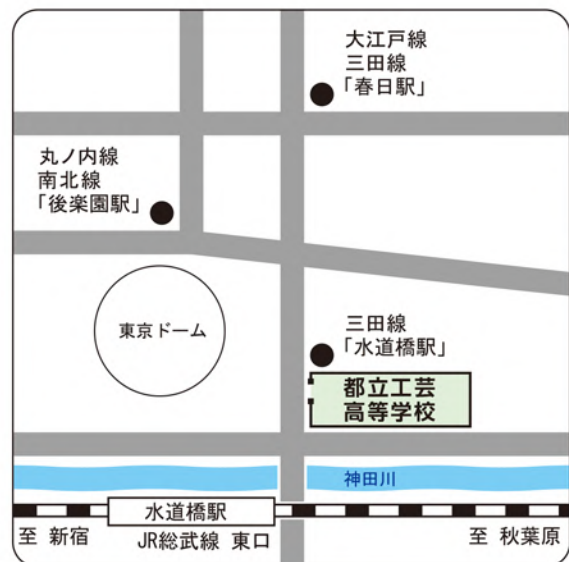 大江戸線
三田線
「春日駅」
丸ノ内線
南北線
「後楽園駅」
東京ドーム
三田線
「水道橋駅」
都立工芸
高等学校
神田川
水道橋駅
至 新宿
JR総武線 東口
至 秋葉原